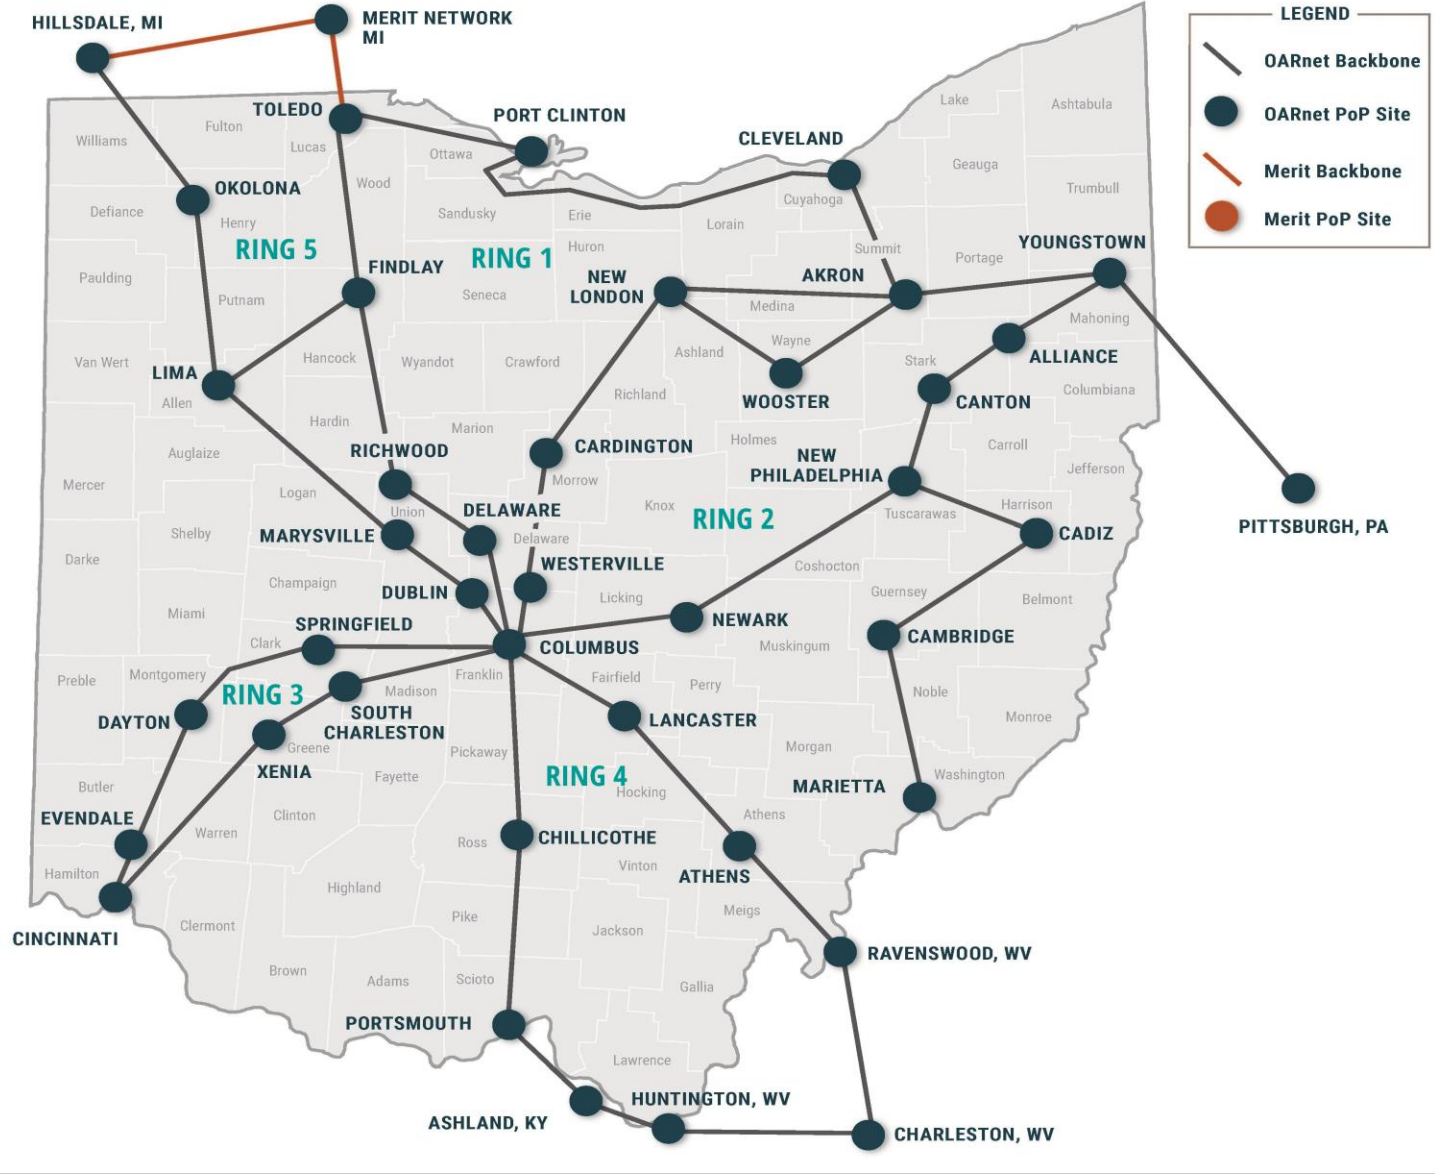 HILLSDALE, MI
MERIT NETWORK
MI
LEGEND
OARnet Backbone
OARnet PoP Site
Merit Backbone
Merit PoP Site
TOLEDO
PORT CLINTON
CLEVELAND
Lake
Ashtabula
Williams
Fulton
Lucas
Ottawa
Geauga
Wood
OKOLONA
Trumbull
Cuyahoga
Defiance
Henry
Sandusky
Erie
Lorain
RING 5
RING 1
Huron
Summit
YOUNGSTOWN
Portage
Paulding
FINDLAY
NEW
LONDON
AKRON
Putnam
Seneca
Medina
Mahoning
Wayne
Van Wert
Hancock
Wyandot
Crawford
Ashland
Stark
ALLIANCE
LIMA
Allen
Richland
WOOSTER
CANTON
Columbiana
Hardin
Marion
RICHWOOD
CARDINGTON
Holmes
NEW
PHILADELPHIA
Carroll
Auglaize
Jefferson
Mercer
Logan
Morrow
Union
DELAWARE
Knox
RING 2
Harrison
Tuscarawas
PITTSBURGH, PA
Shelby
MARYSVILLE
Delaware
CADIZ
Darke
WESTERVILLE
Coshocton
Champaign
DUBLIN
Licking
Guernsey
Belmont
Miami
SPRINGFIELD
NEWARK
Clark
COLUMBUS
Muskingum
CAMBRIDGE
Preble
Montgomery
Franklin
Fairfield
Perry
RING 3
Madison
Noble
DAYTON
SOUTH
CHARLESTON
LANCASTER
Monroe
Greene
Pickaway
Morgan
XENIA
Fayette
RING 4
Butler
Hocking
MARIETTA
Washington
EVENDALE
Clinton
Athens
Warren
Ross
CHILLICOTHE
Hamilton
Vinton
ATHENS
Highland
CINCINNATI
Clermont
Pike
Meigs
Jackson
RAVENSWOOD, WV
Brown
Adams
Scioto
Gallia
PORTSMOUTH
Lawrence
HUNTINGTON, WV
ASHLAND, KY
CHARLESTON, WV